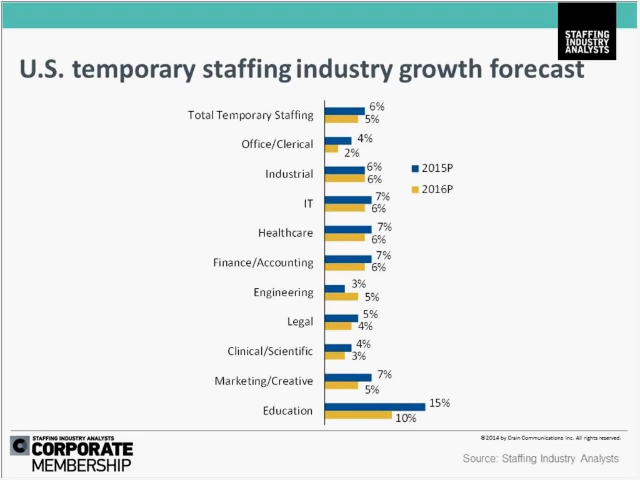 STAFFING
INDUSTRY
ANALYSTS
U.S. temporary staffing industry growth forecast
Total Temporary Staffing 6% 5%
Office/Clerical 4% 2%
Industrial 6% 6%
2015P
2016P
IT 7% 6%
Healthcare 7% 6%
Finance/Accounting 7% 6%
Engineering 3% 5%
Legal 5% 4%
Clinical/Scientific 4% 3%
Marketing/Creative 7% 5%
Education 15% 10%
©2014 by Crain Communications Inc. All rights reserved.
STAFFING INDUSTRY ANALYSTS
C CORPORATE
MEMBERSHIP
Source: Staffing Industry Analysts